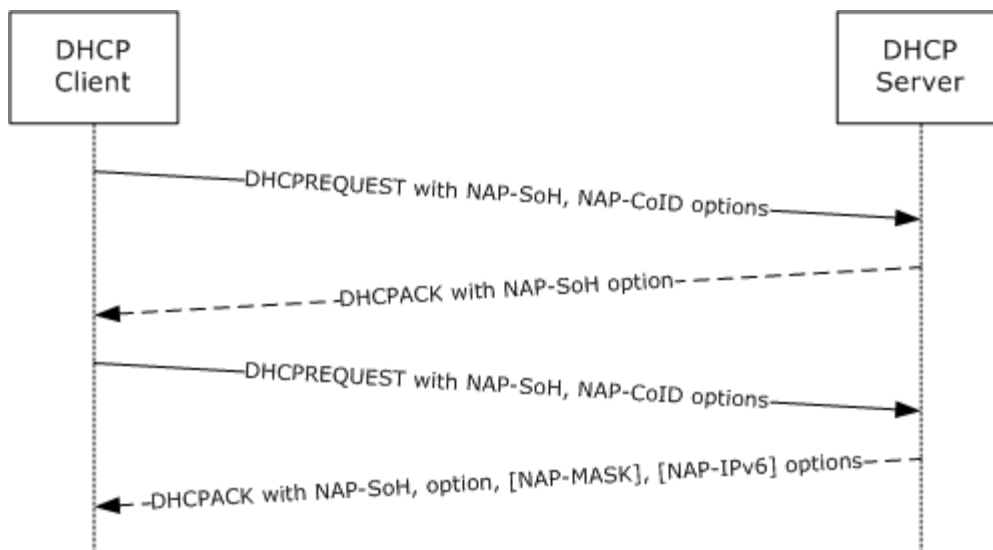 DHCP
Client
DHCP
Server
DHCPREQUEST with NAP-SoH, NAP-CoID options
DHCPACK with NAP-SoH option
DHCPREQUEST with NAP-SoH, NAP-CoID options
DHCPACK with NAP-SoH, option, [NAP-MASK], [NAP-IPv6] options